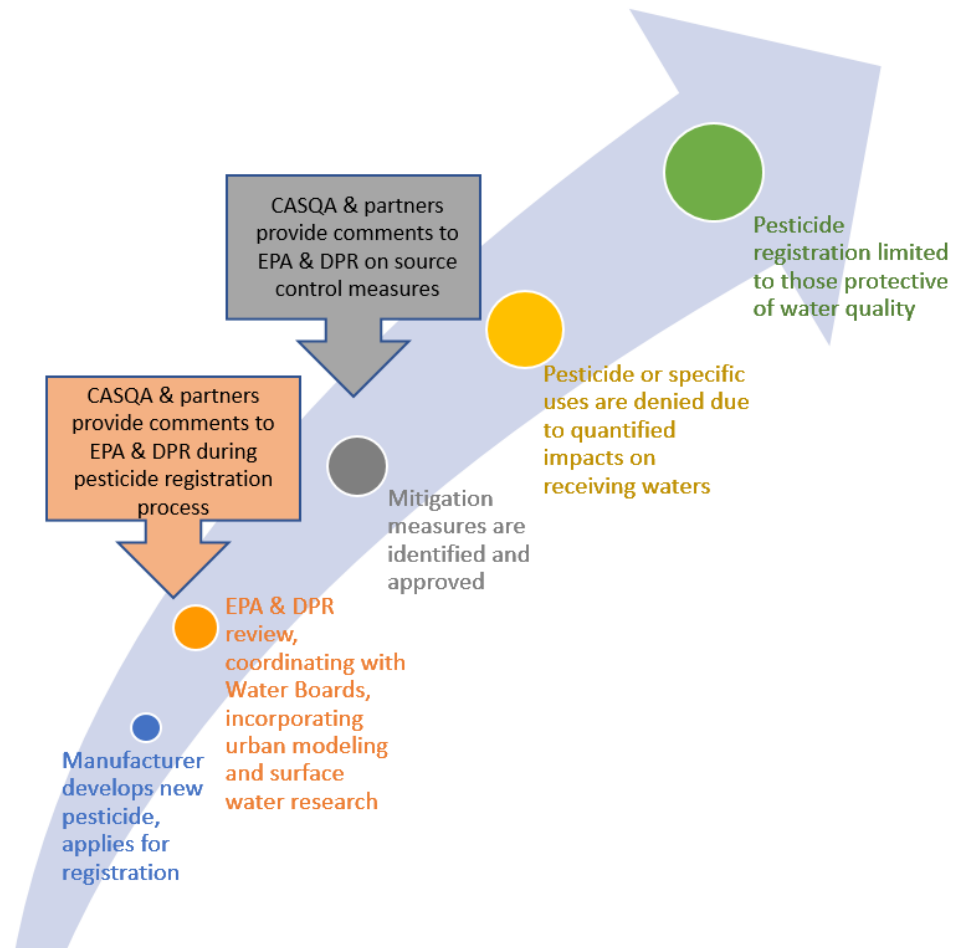 CASQA & partners
provide comments to
EPA & DPR on source
control measures
Pesticide
registration limited
to those protective
of water quality
CASQA & partners
provide comments to
EPA & DPR during
pesticide registration
process
Pesticide or specific
uses are denied due
to quantified
impacts on
receiving waters
Mitigation
measures are
identified and
approved
EPA & DPR
review,
coordinating with
Water Boards,
incorporating
urban modeling
and surface
water research
Manufacturer
develops new
pesticide,
applies for
registration